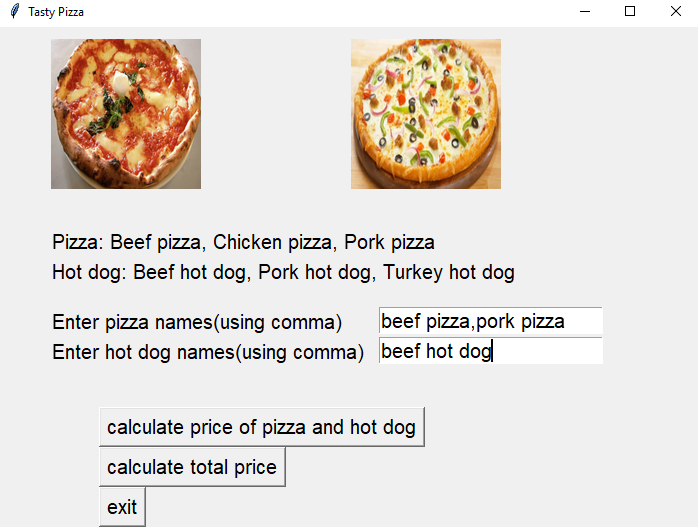 Tasty Pizza
Pizza: Beef pizza, Chicken pizza, Pork pizza
Hot dog: Beef hot dog, Pork hot dog, Turkey hot dog
Enter pizza names(using comma) beef pizza,pork pizza
Enter hot dog names(using comma) beef hot dog
calculate price of pizza and hot dog
calculate total price
exit